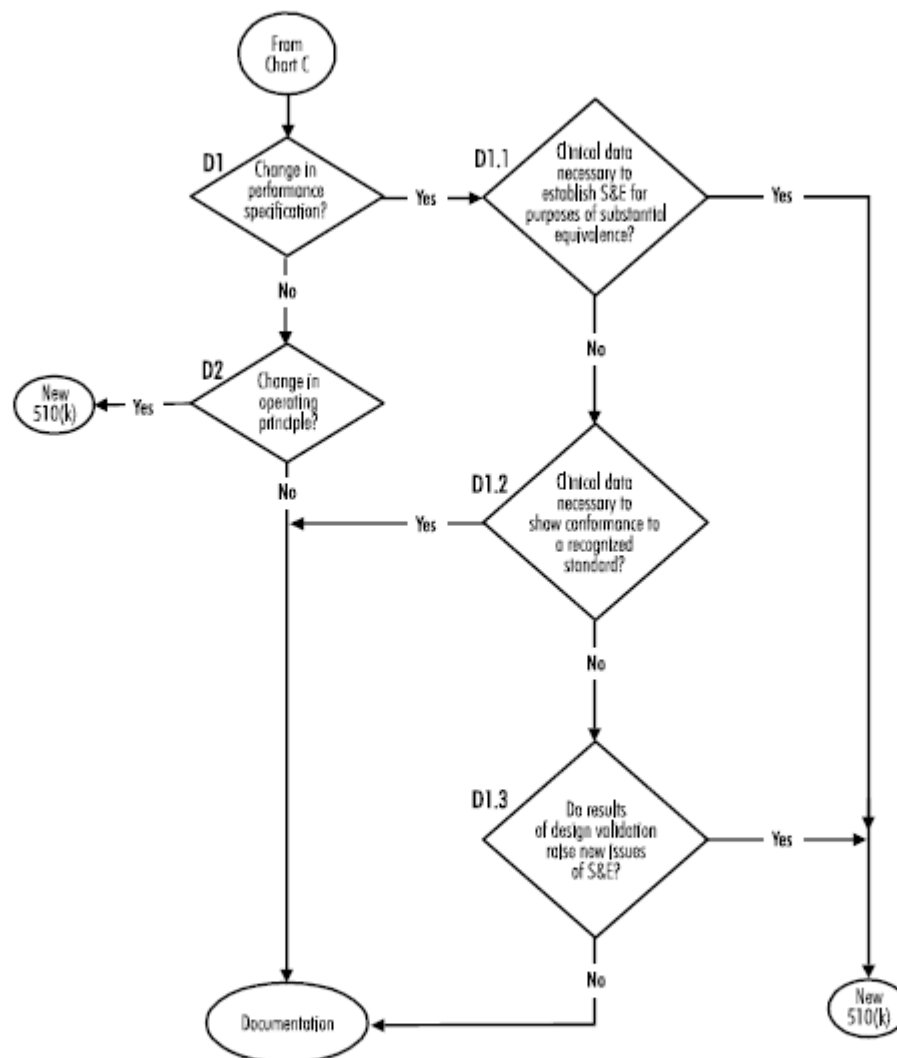 From
Chart C
D1
Change in
performance
specification?
Yes
D1.1
Clinical data
necessary to
establish S&E for
purposes of substantial
equivalence?
Yes
No
No
D2
Change in
operating
principle?
Yes
New
510(k)
No
D1.2
Clinical data
necessary to
show conformance to
a recognized
standard?
Yes
No
D1.3
Do results
of design validation
raise new issues
of S&E?
Yes
No
Documentation
New
510(k)